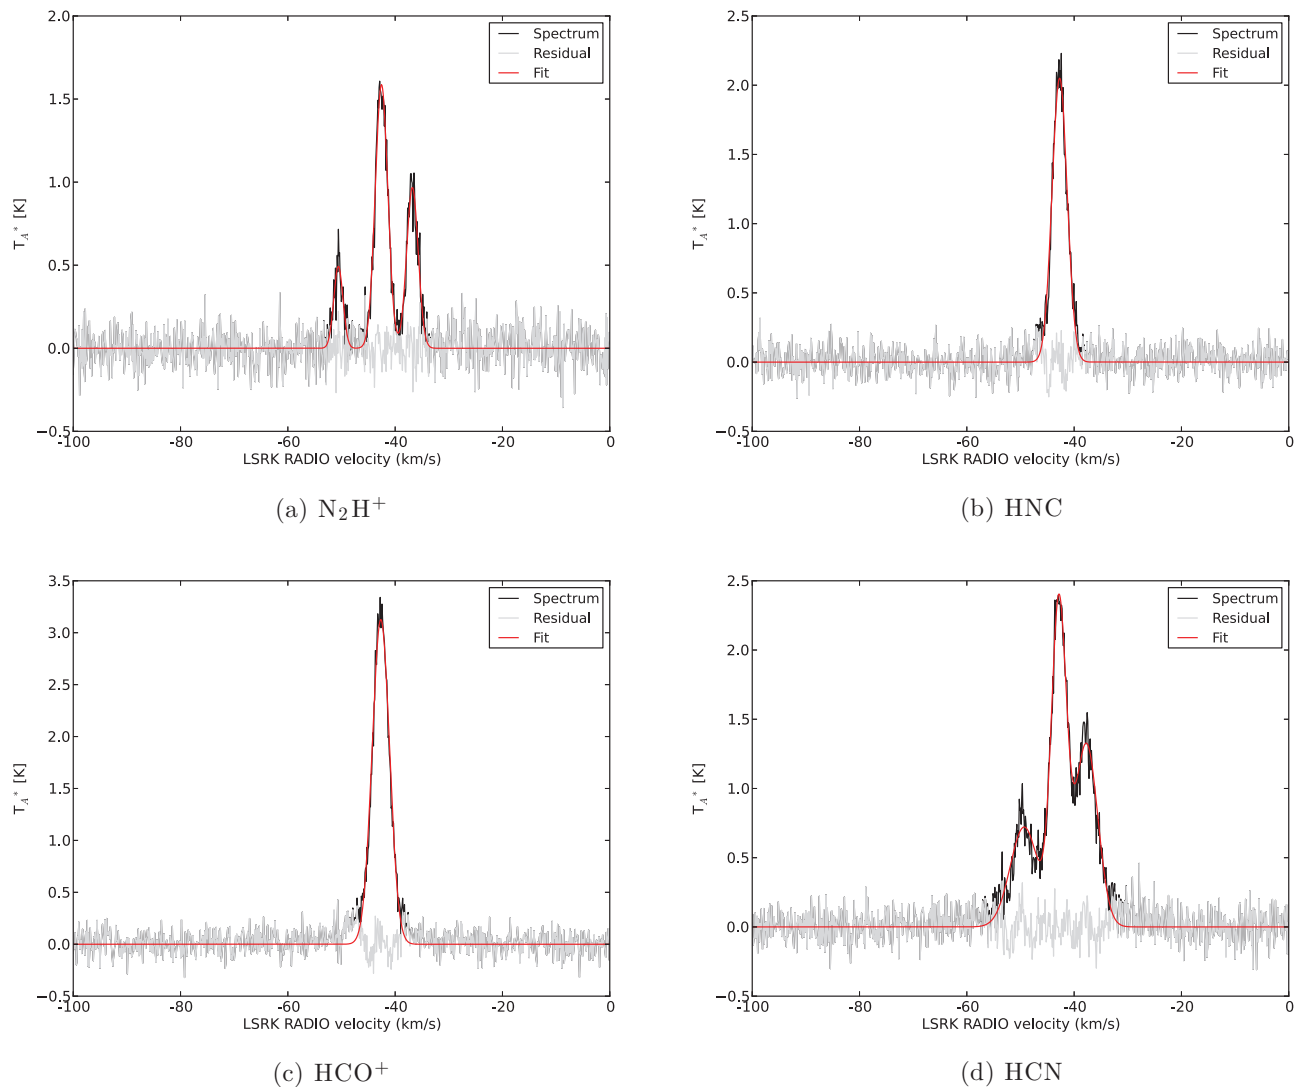 2.0
1.5
1.0
0.5
0.0
−0.5
T_A* [K]
Spectrum
Residual
Fit
-100 -80 -60 -40 -20 0
LSRK RADIO velocity (km/s)
(a) N₂H⁺
2.5
2.0
1.5
1.0
0.5
0.0
−0.5
T_A* [K]
Spectrum
Residual
Fit
-100 -80 -60 -40 -20 0
LSRK RADIO velocity (km/s)
(b) HNC
3.5
3.0
2.5
2.0
1.5
1.0
0.5
0.0
−0.5
T_A* [K]
Spectrum
Residual
Fit
-100 -80 -60 -40 -20 0
LSRK RADIO velocity (km/s)
(c) HCO⁺
2.5
2.0
1.5
1.0
0.5
0.0
−0.5
T_A* [K]
Spectrum
Residual
Fit
-100 -80 -60 -40 -20 0
LSRK RADIO velocity (km/s)
(d) HCN